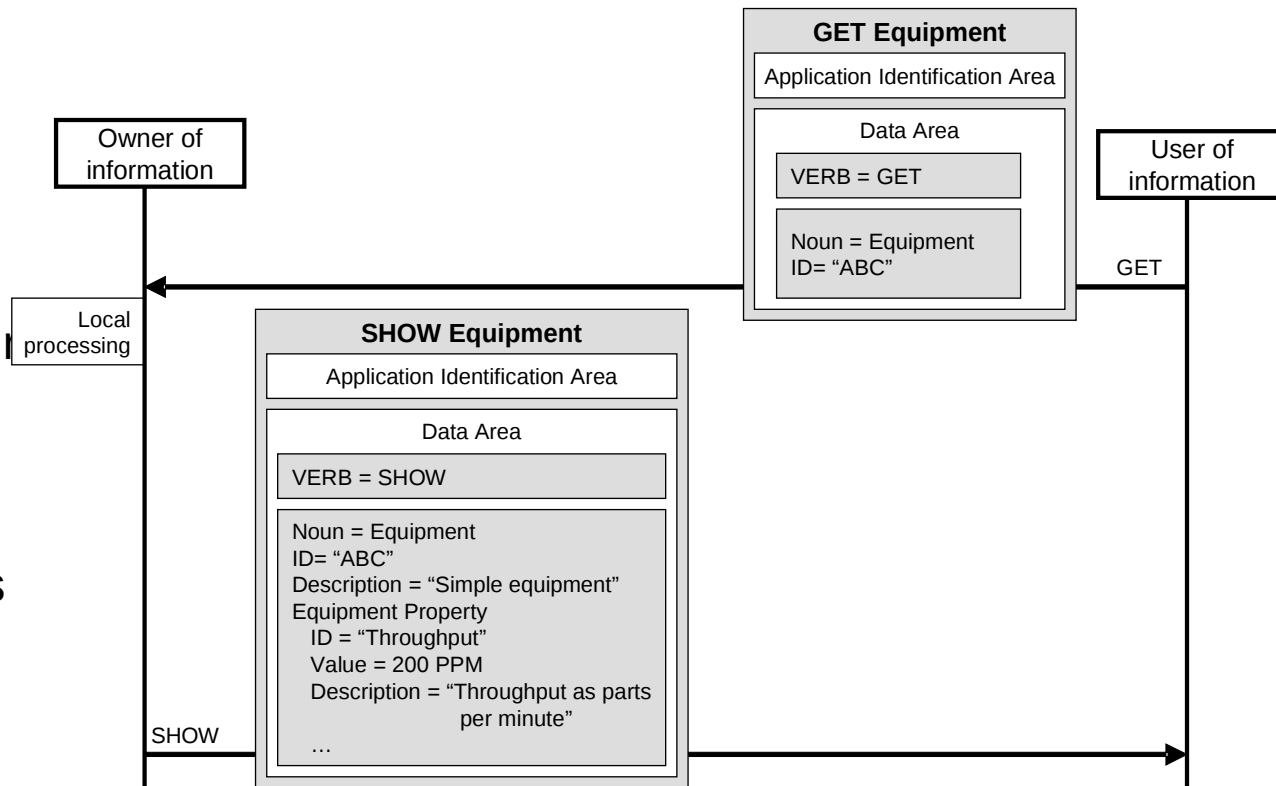 GET Equipment
Application Identification Area
Data Area
VERB = GET
Noun = Equipment
ID= “ABC”
Owner of
information
User of
information
GET
Local
processing
SHOW Equipment
Application Identification Area
Data Area
VERB = SHOW
Noun = Equipment
ID= “ABC”
Description = “Simple equipment”
Equipment Property
ID = “Throughput”
Value = 200 PPM
Description = “Throughput as parts
per minute”
…
s
SHOW